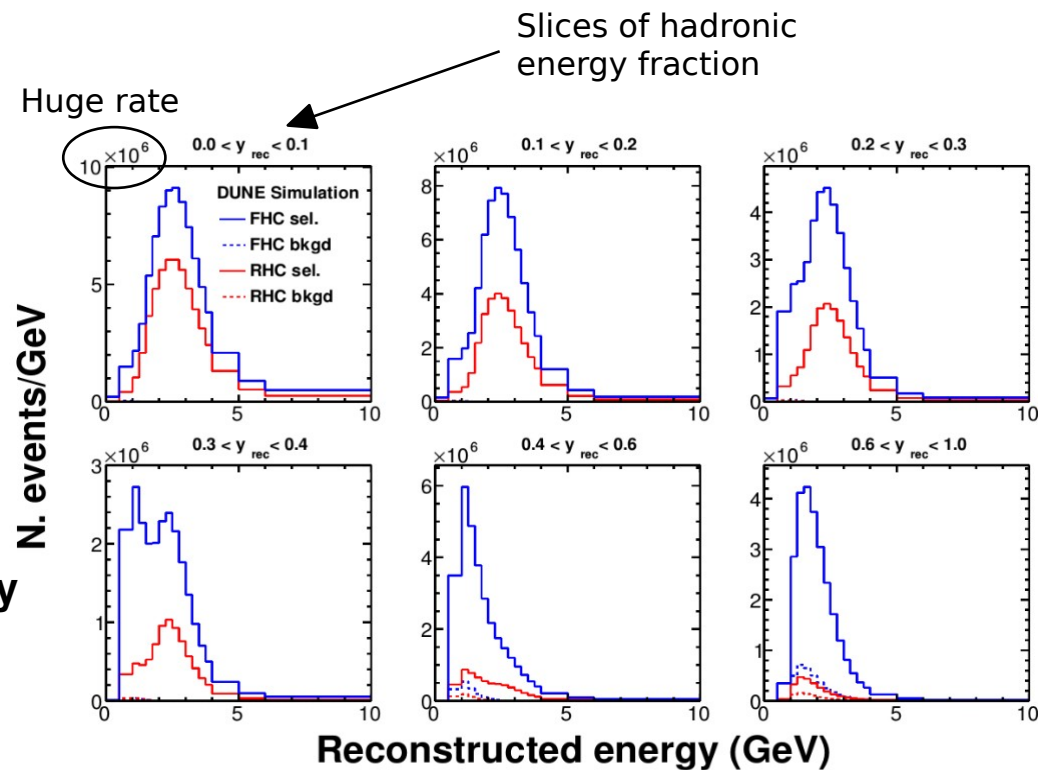 Slices of hadronic
energy fraction
Huge rate
0.0 < y rec < 0.1
0.1 < y rec < 0.2
0.2 < y rec < 0.3
10 ×10⁶
×10⁶
×10⁶
DUNE Simulation
FHC sel.
FHC bkgd
RHC sel.
RHC bkgd
5
0
8
6
4
2
0
4
3
2
1
0
0 5 10
0 5 10
0 5 10
N. events/GeV
y
0.3 < y rec < 0.4
0.4 < y rec < 0.6
0.6 < y rec < 1.0
×10⁶
×10⁶
×10⁶
3
2
1
0
6
4
2
0
4
3
2
1
0
0 5 10
0 5 10
0 5 10
Reconstructed energy (GeV)